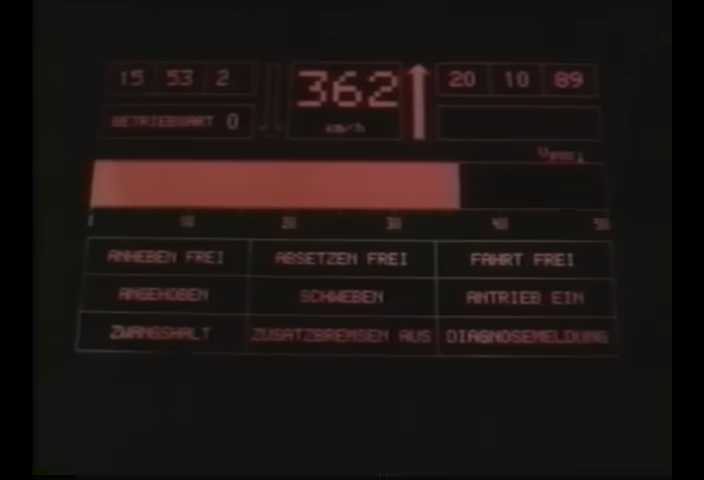 15 53 2
362
20 10 89
BETRIEBSART 0
km/h
0 10 20 30 40 50
ANHEBEN FREI
ABSETZEN FREI
FAHRT FREI
ANGEHOBEN
SCHWEBEN
ANTRIEB EIN
ZWANGSHALT
ZUSATZBREMSEN AUS
DIAGNOSEMELDUNG